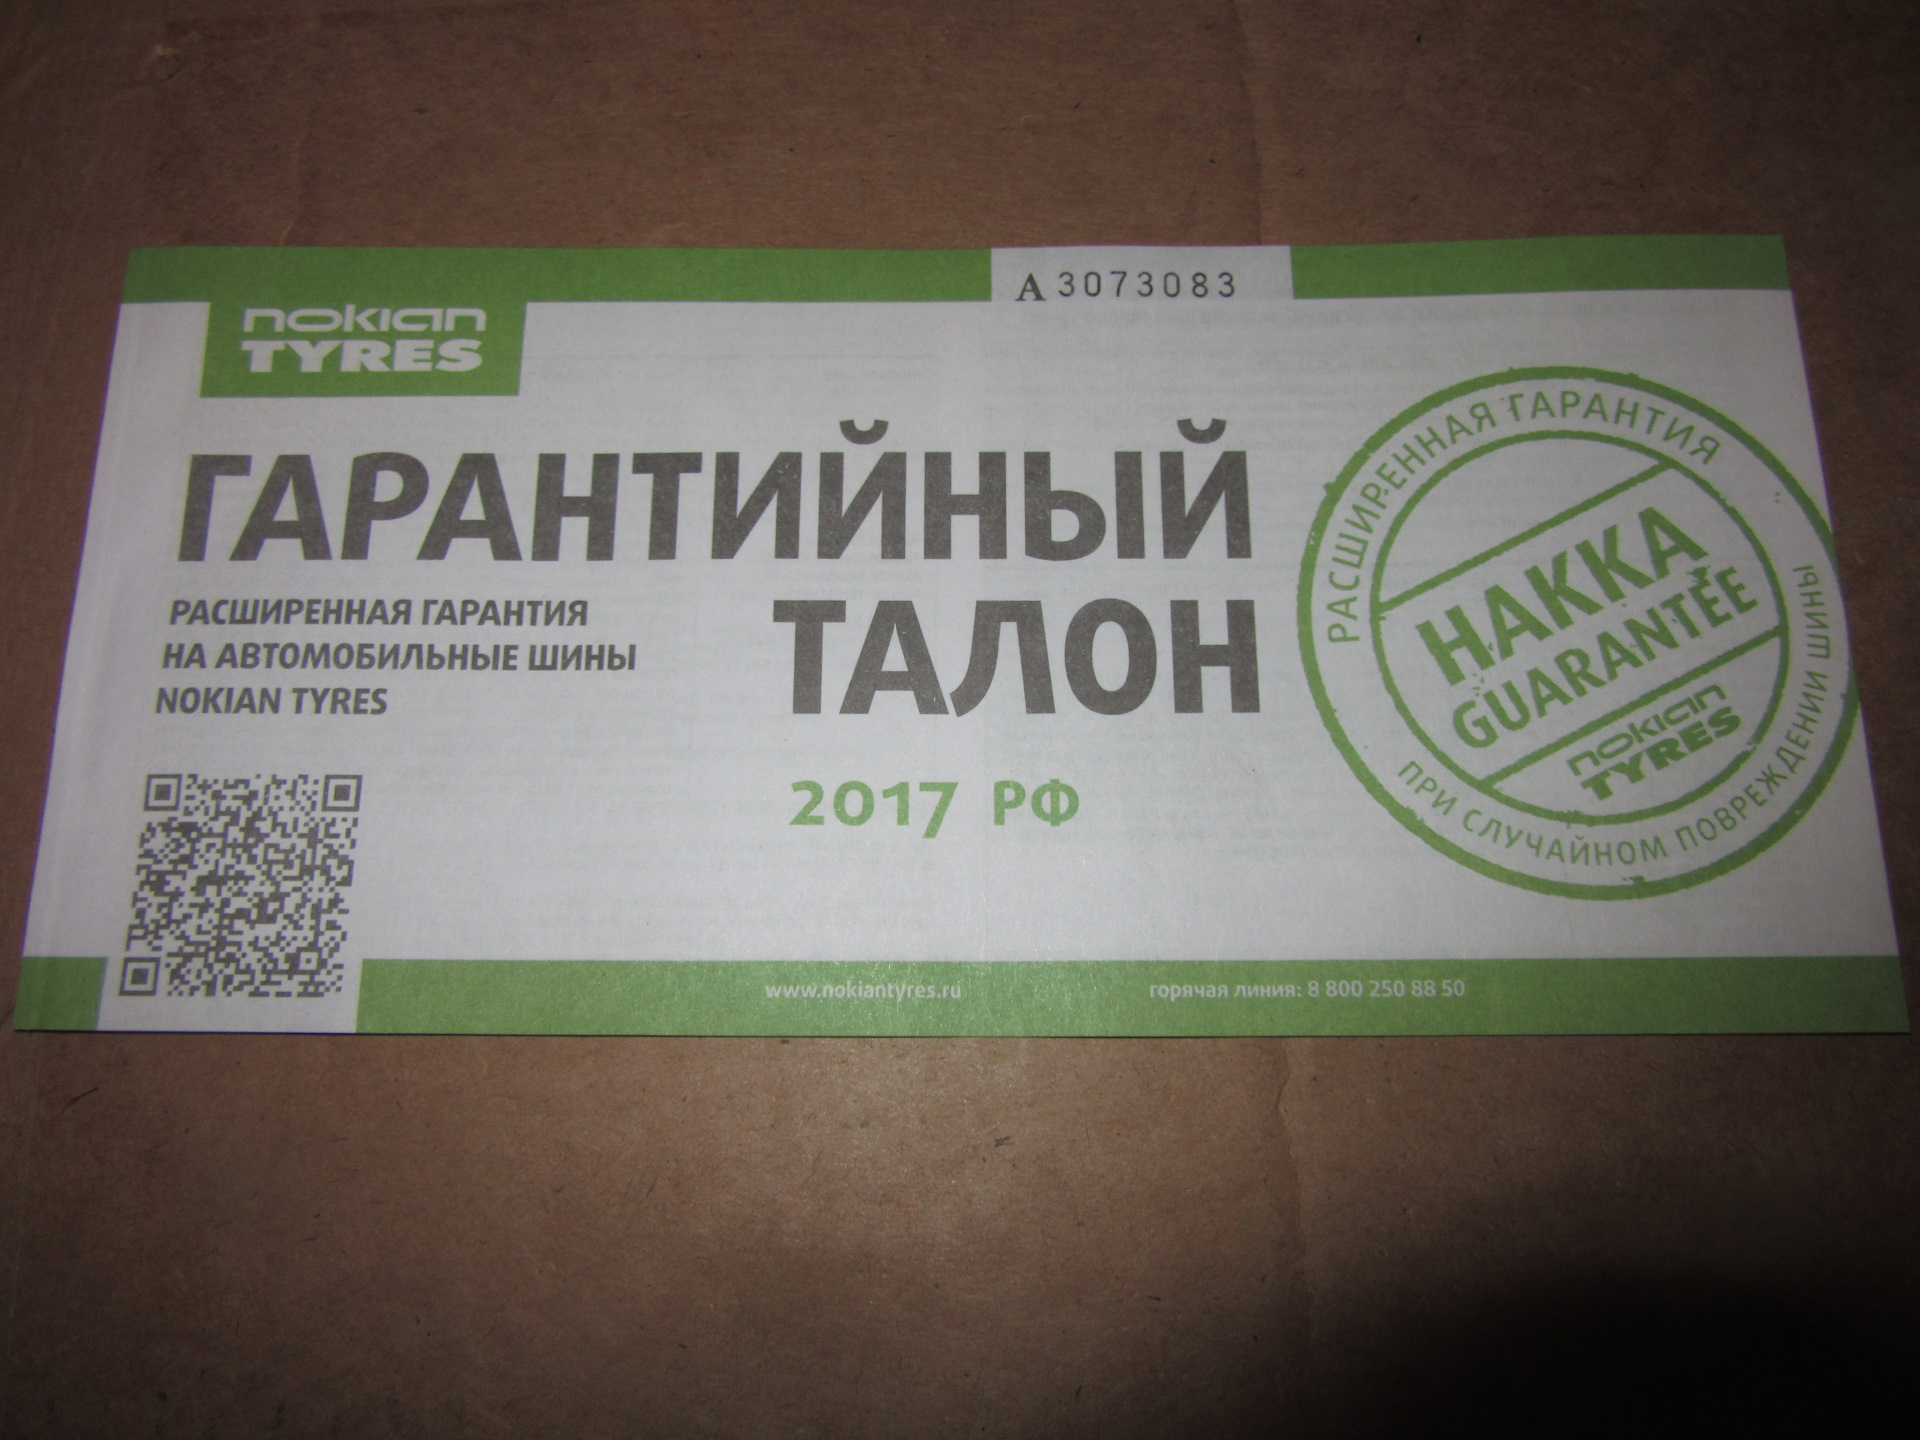 A3073083
nokian
TYRES
ГАРАНТИЙНЫЙ
ТАЛОН
РАСШИРЕННАЯ ГАРАНТИЯ
НА АВТОМОБИЛЬНЫЕ ШИНЫ
NOKIAN TYRES
2017 РФ
РАСШИРЕННАЯ ГАРАНТИЯ
HAKKA
GUARANTEE
nokian
TYRES
ПРИ СЛУЧАЙНОМ ПОВРЕЖДЕНИИ ШИНЫ
www.nokiantyres.ru
горячая линия: 8 800 250 88 50